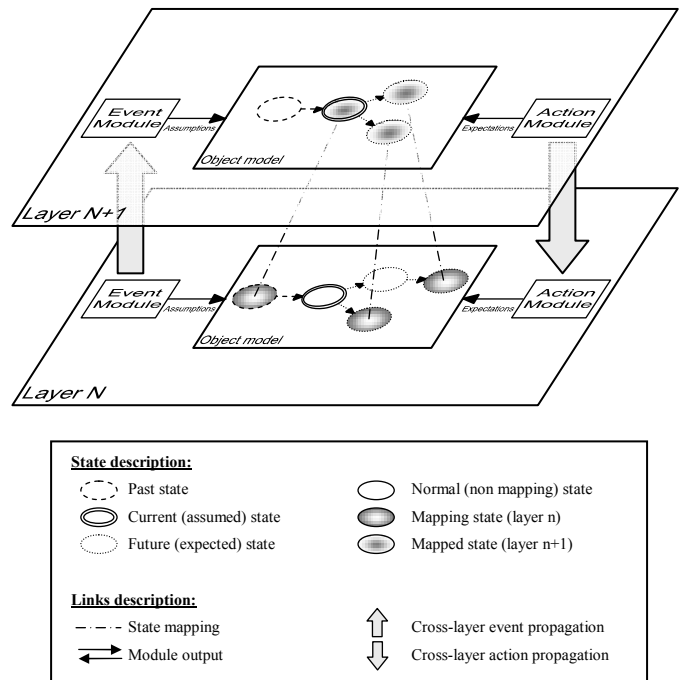 Event
Module
Assumptions
Object model
Expectations
Action
Module
Layer N+1
Event
Module
Assumptions
Object model
Expectations
Action
Module
Layer N
State description:
Past state
Normal (non mapping) state
Current (assumed) state
Mapping state (layer n)
Future (expected) state
Mapped state (layer n+1)
Links description:
State mapping
Cross-layer event propagation
Module output
Cross-layer action propagation